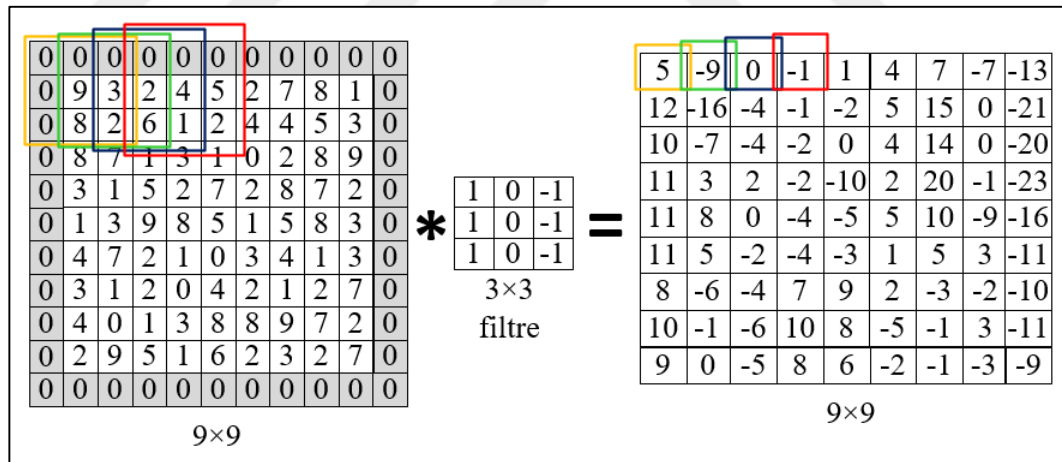 0 0 0 0 0 0 0 0 0 0 0
0 9 3 2 4 5 2 7 8 1 0
0 8 2 6 1 2 4 4 5 3 0
0 8 7 1 3 1 0 2 8 9 0
0 3 1 5 2 7 2 8 7 2 0
0 1 3 9 8 5 1 5 8 3 0
0 4 7 2 1 0 3 4 1 3 0
0 3 1 2 0 4 2 1 2 7 0
0 4 0 1 3 8 8 9 7 2 0
0 2 9 5 1 6 2 3 2 7 0
0 0 0 0 0 0 0 0 0 0 0
9×9
*
1 0 -1
1 0 -1
1 0 -1
3×3
filtre
=
5 -9 0 -1 1 4 7 -7 -13
12 -16 -4 -1 -2 5 15 0 -21
10 -7 -4 -2 0 4 14 0 -20
11 3 2 -2 -10 2 20 -1 -23
11 8 0 -4 -5 5 10 -9 -16
11 5 -2 -4 -3 1 5 3 -11
8 -6 -4 7 9 2 -3 -2 -10
10 -1 -6 10 8 -5 -1 3 -11
9 0 -5 8 6 -2 -1 -3 -9
9×9